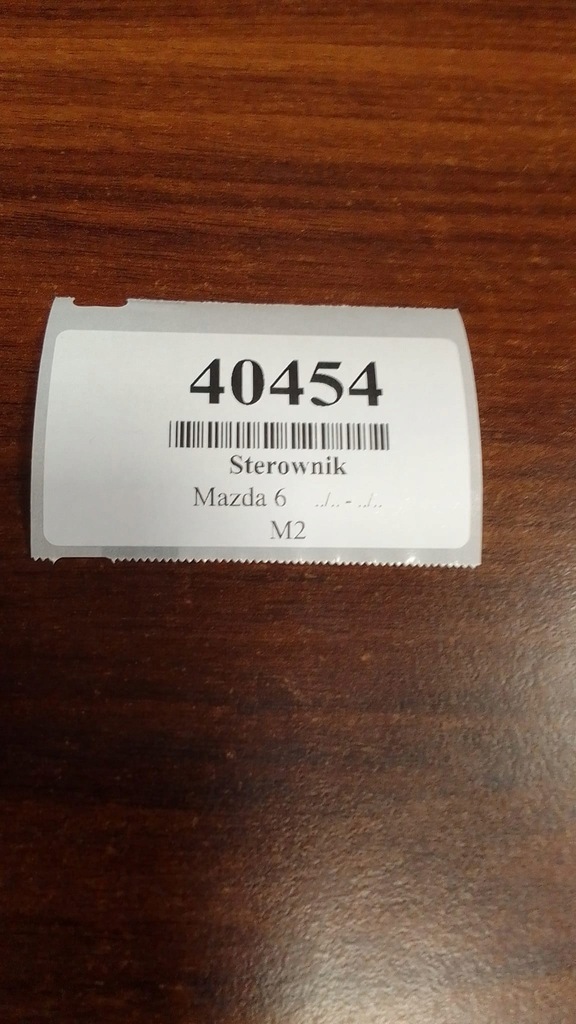 40454
Sterownik
Mazda 6 ../.. - ../..
M2